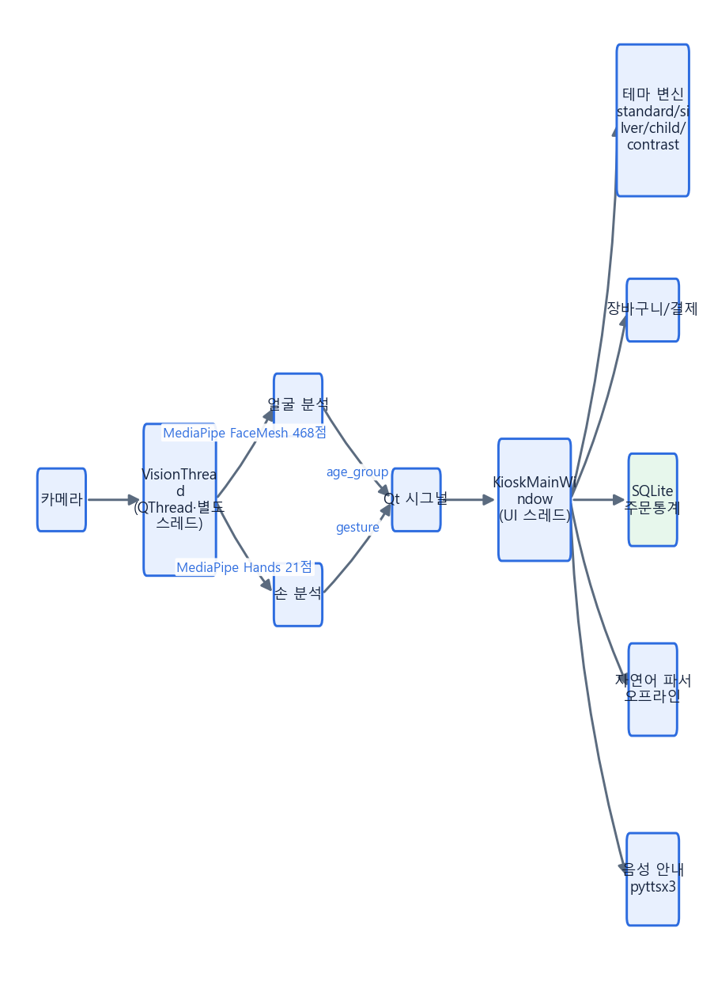 카메라
VisionThrea
d
(QThread·별도
스레드)
MediaPipe FaceMesh 468점
MediaPipe Hands 21점
얼굴 분석
손 분석
age_group
gesture
Qt 시그널
KioskMainWi
ndow
(UI 스레드)
테마 변신
standard/si
lver/child/
contrast
장바구니/결제
SQLite
주문통계
자연어 파서
오프라인
음성 안내
pyttsx3